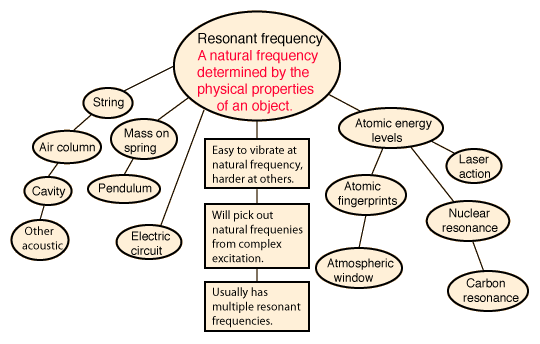 Resonant frequency
A natural frequency
determined by the
physical properties
of an object.
String
Air column
Cavity
Other
acoustic
Mass on
spring
Pendulum
Electric
circuit
Easy to vibrate at
natural frequency,
harder at others.
Will pick out
natural frequenies
from complex
excitation.
Usually has
multiple resonant
frequencies.
Atomic energy
levels
Laser
action
Atomic
fingerprints
Atmospheric
window
Nuclear
resonance
Carbon
resonance